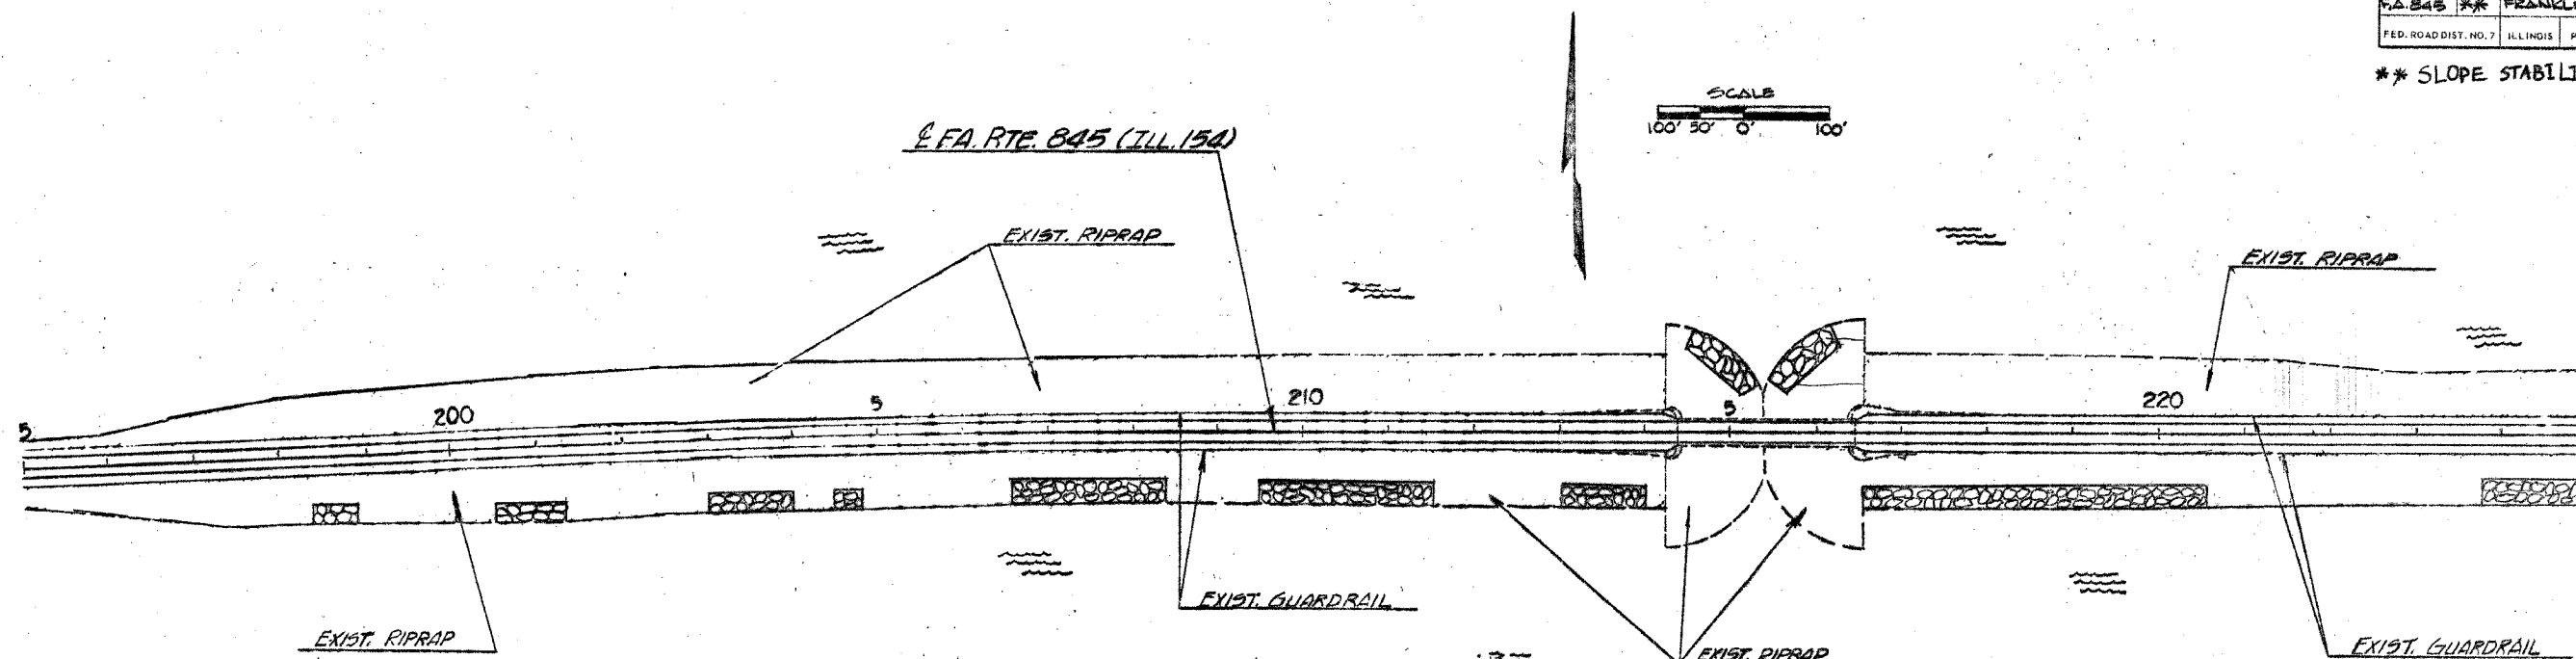 F.A. 845 ** FRANKL
FED. ROAD DIST. NO. 7 ILLINOIS P
** SLOPE STABILI
SCALE
100' 50' 0' 100'
℄ F.A. RTE. 845 (ILL. 154)
EXIST. RIPRAP
EXIST. RIPRAP
5 200 5 210 5 220
EXIST. GUARDRAIL
EXIST. RIPRAP
EXIST. RIPRAP
EXIST. GUARDRAIL